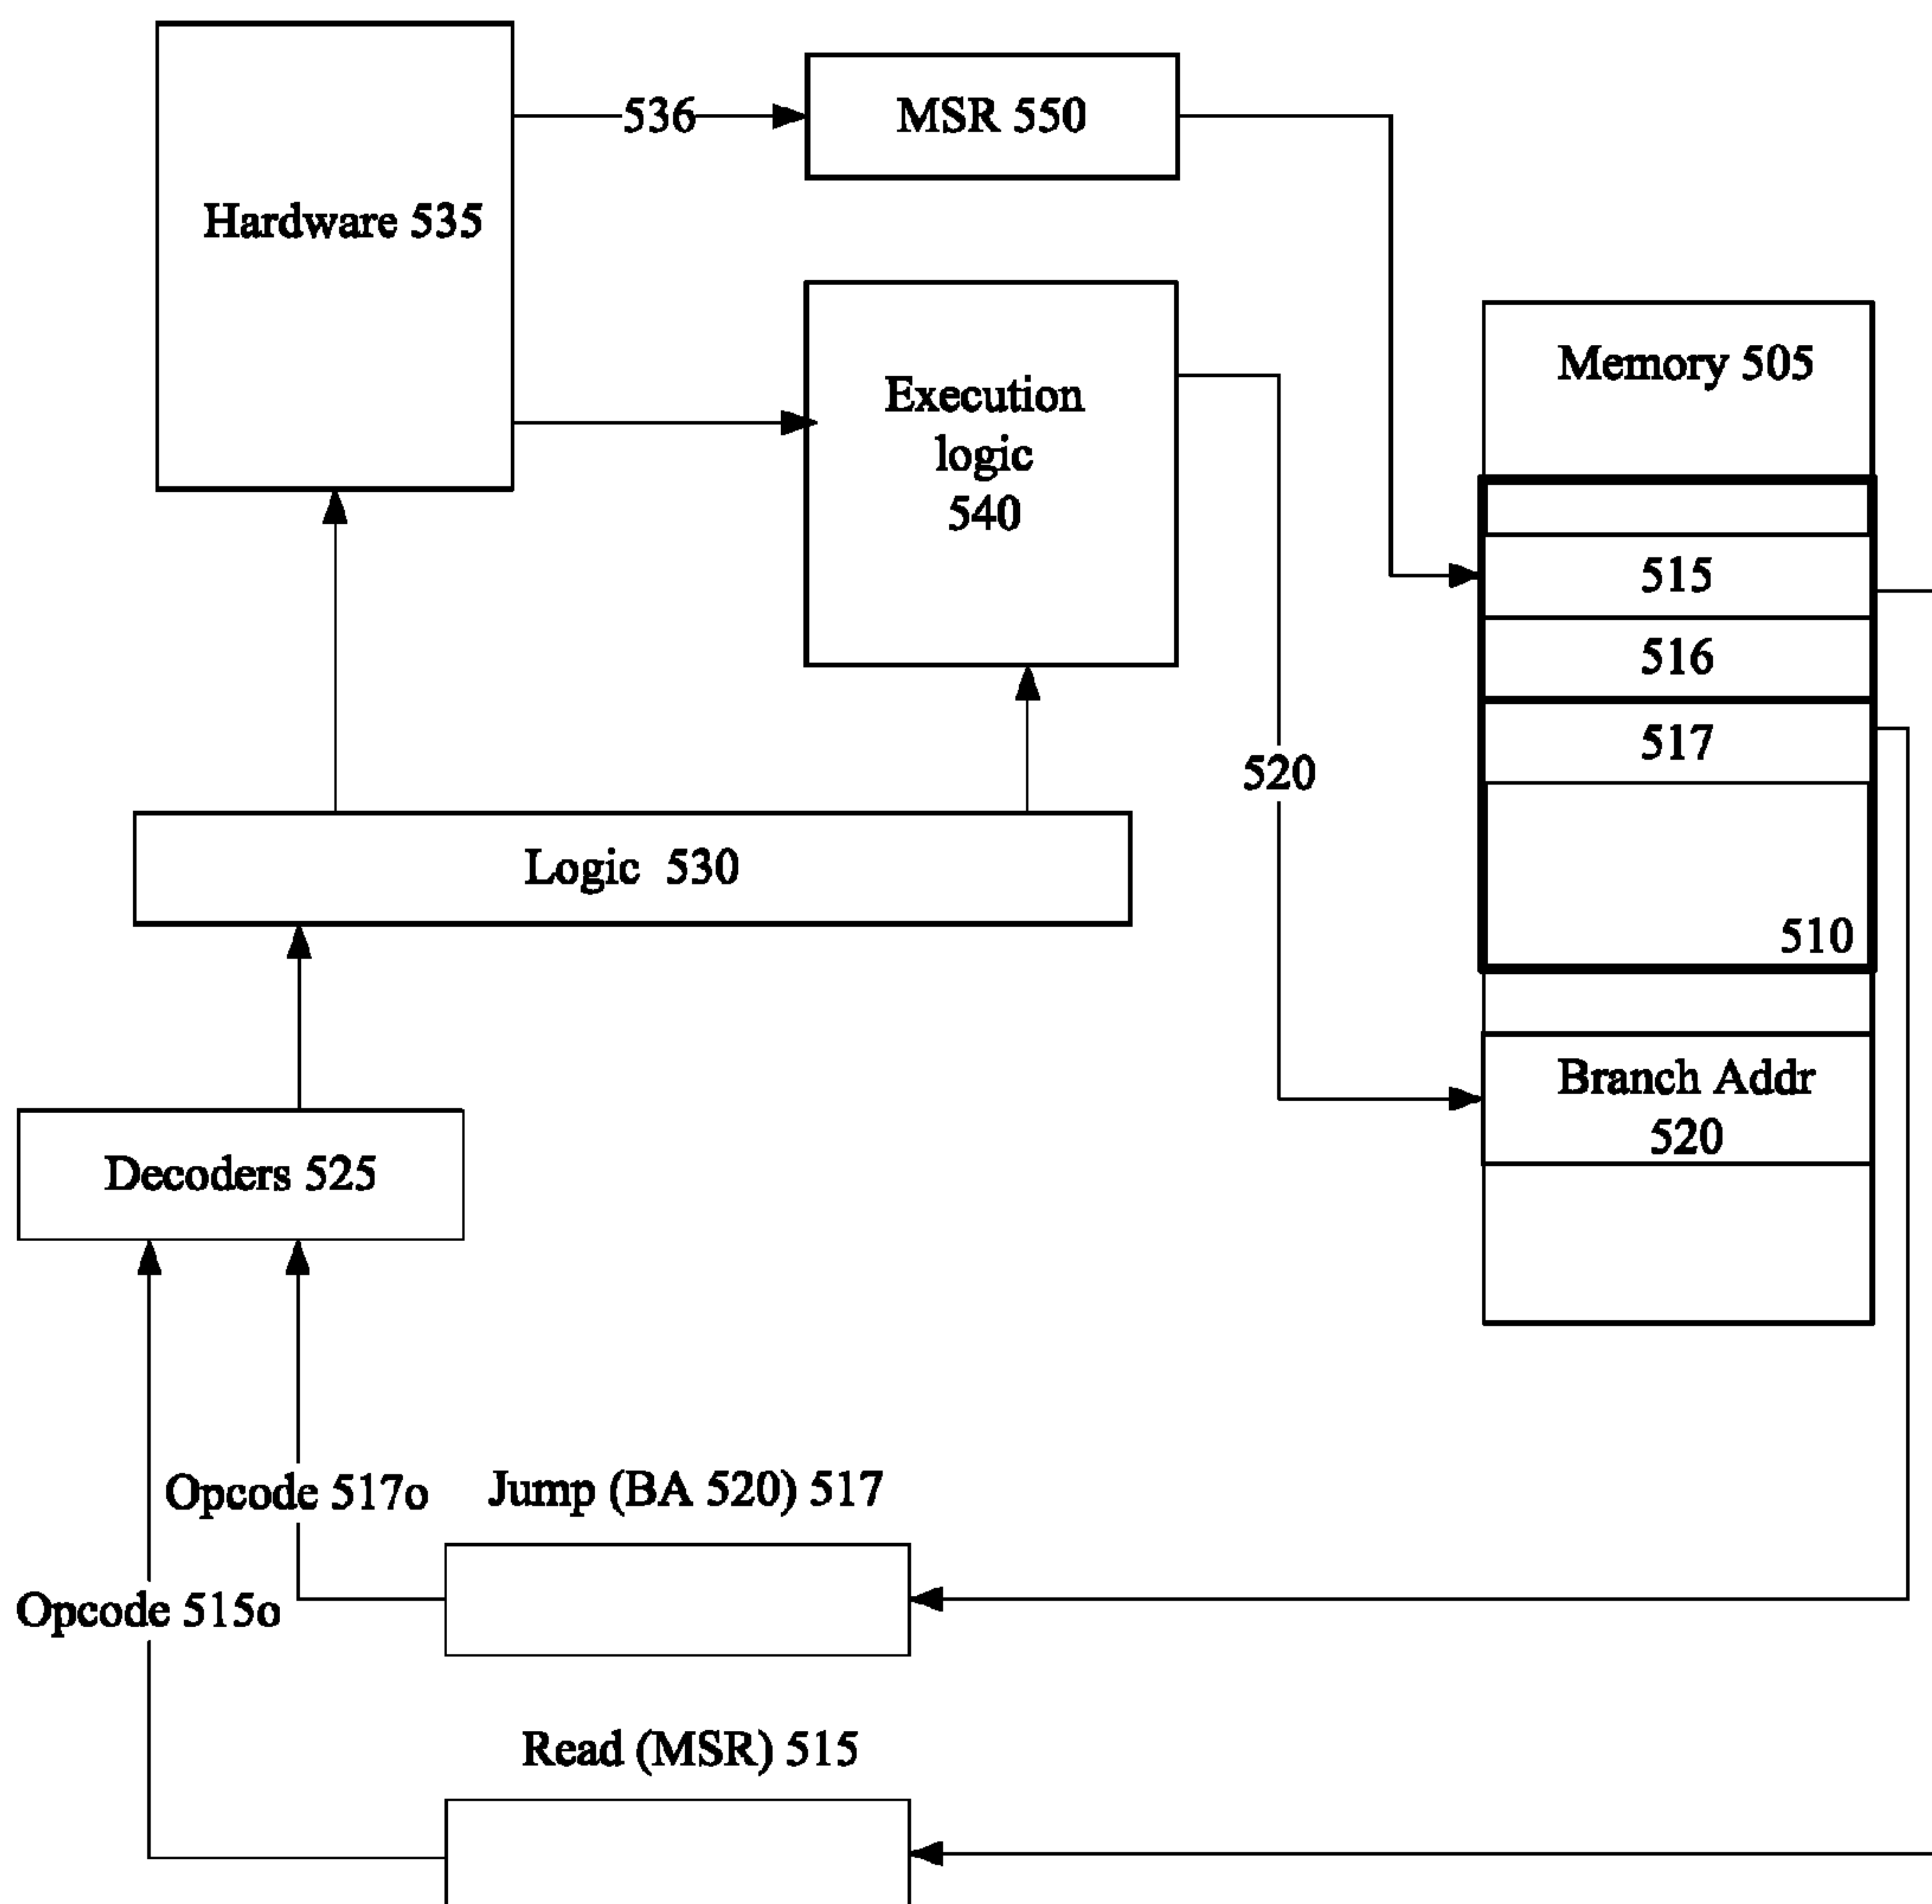 536
MSR 550
Hardware 535
Execution
logic
540
Memory 505
515
516
517
520
Logic 530
510
Branch Addr
520
Decoders 525
Opcode 517o
Jump (BA 520) 517
Opcode 515o
Read (MSR) 515